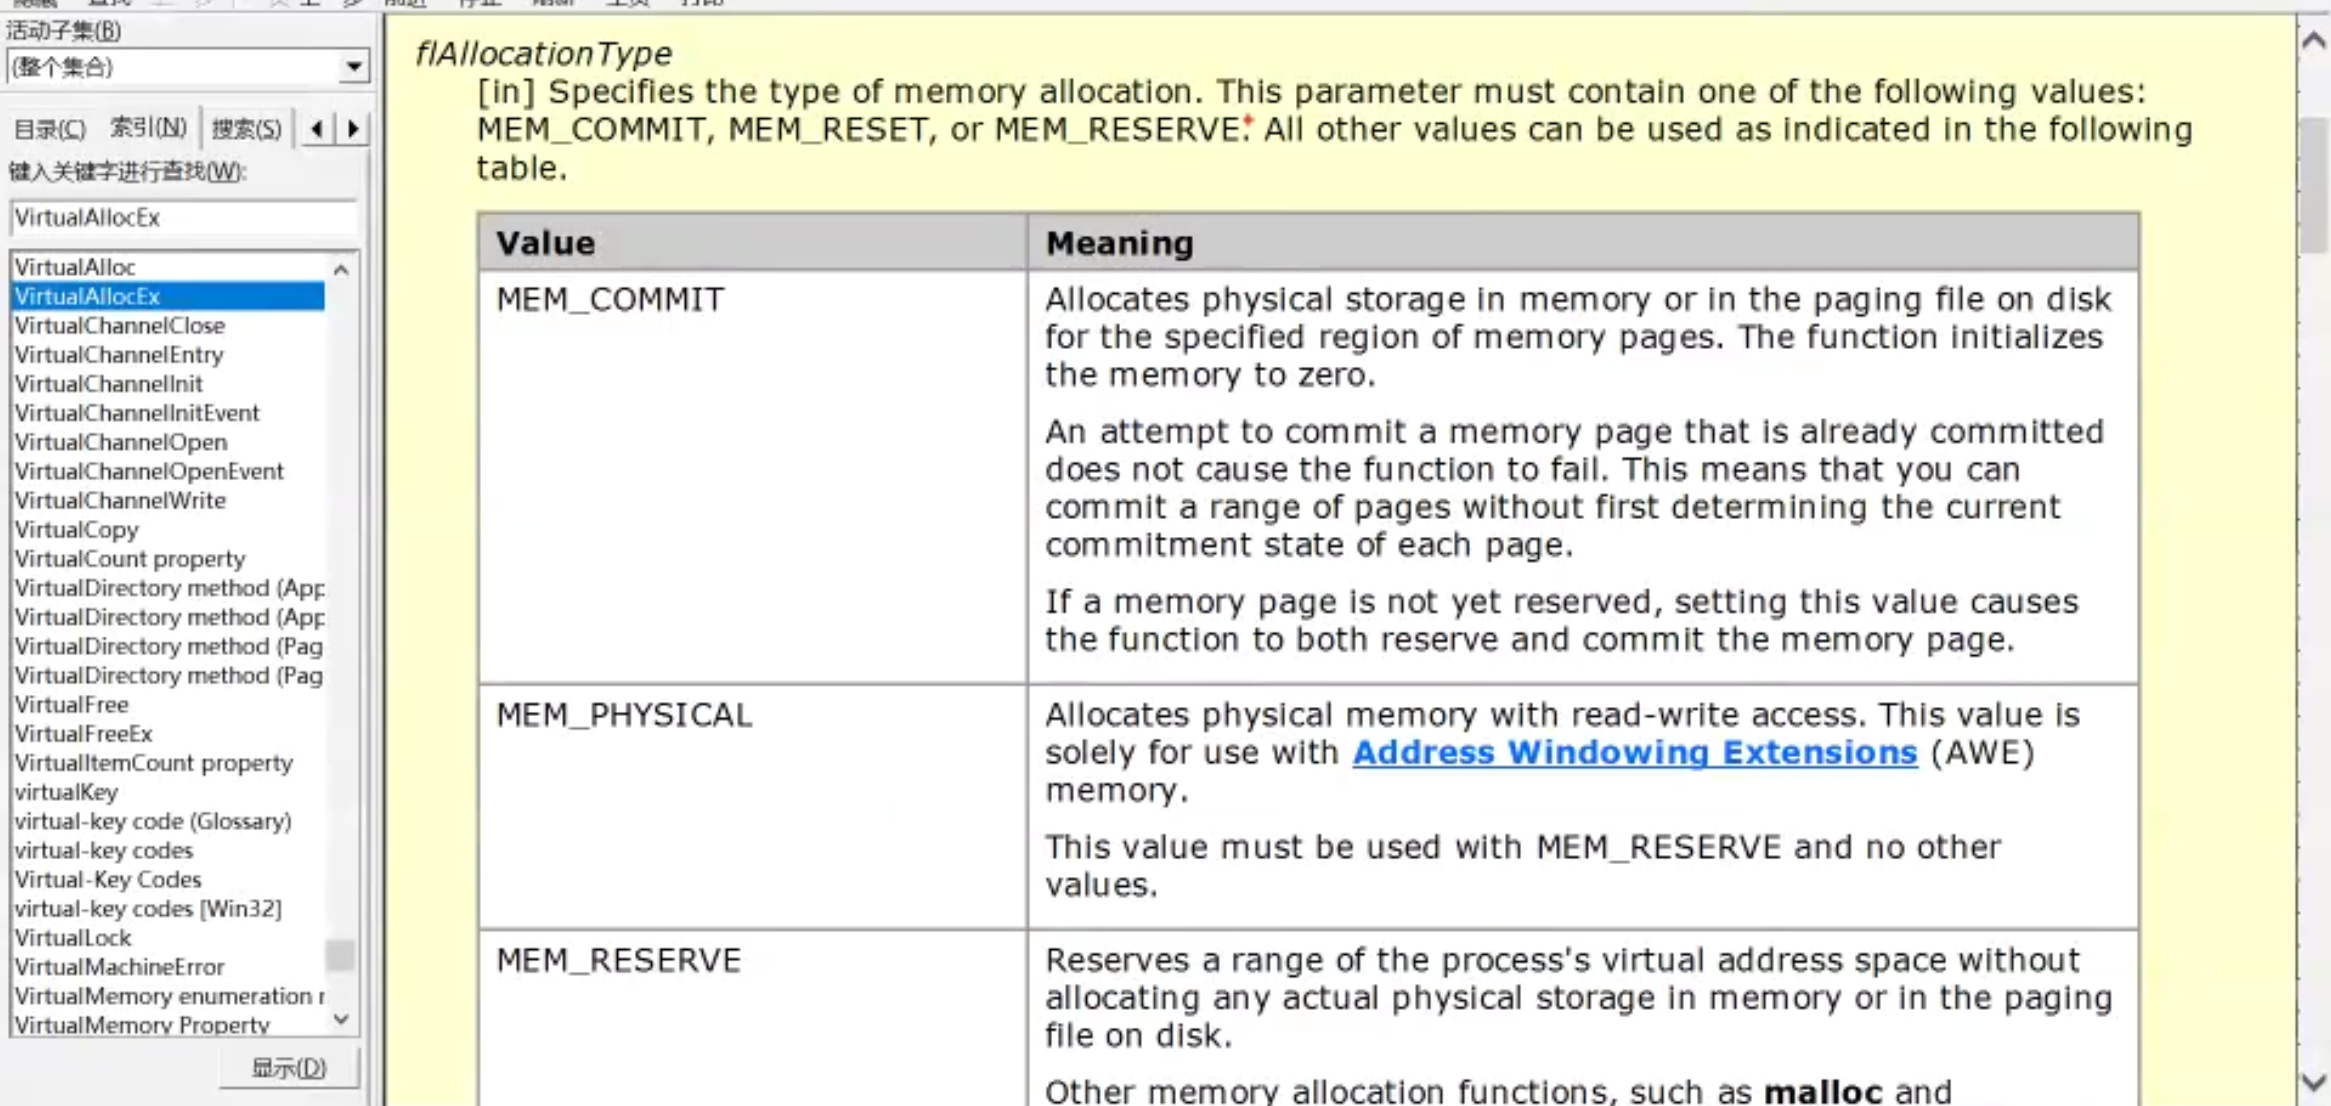 活动子集(B)
(整个集合)
目录(C) 索引(N) 搜索(S)
键入关键字进行查找(W):
VirtualAllocEx
VirtualAlloc
VirtualAllocEx
VirtualChannelClose
VirtualChannelEntry
VirtualChannelInit
VirtualChannelInitEvent
VirtualChannelOpen
VirtualChannelOpenEvent
VirtualChannelWrite
VirtualCopy
VirtualCount property
VirtualDirectory method (App
VirtualDirectory method (App
VirtualDirectory method (Pag
VirtualDirectory method (Pag
VirtualFree
VirtualFreeEx
VirtualItemCount property
virtualKey
virtual-key code (Glossary)
virtual-key codes
Virtual-Key Codes
virtual-key codes [Win32]
VirtualLock
VirtualMachineError
VirtualMemory enumeration r
VirtualMemory Property
显示(D)
flAllocationType
[in] Specifies the type of memory allocation. This parameter must contain one of the following values:
MEM_COMMIT, MEM_RESET, or MEM_RESERVE. All other values can be used as indicated in the following
table.
Value Meaning
MEM_COMMIT Allocates physical storage in memory or in the paging file on disk
for the specified region of memory pages. The function initializes
the memory to zero.
An attempt to commit a memory page that is already committed
does not cause the function to fail. This means that you can
commit a range of pages without first determining the current
commitment state of each page.
If a memory page is not yet reserved, setting this value causes
the function to both reserve and commit the memory page.
MEM_PHYSICAL Allocates physical memory with read-write access. This value is
solely for use with Address Windowing Extensions (AWE)
memory.
This value must be used with MEM_RESERVE and no other
values.
MEM_RESERVE Reserves a range of the process's virtual address space without
allocating any actual physical storage in memory or in the paging
file on disk.
Other memory allocation functions, such as malloc and